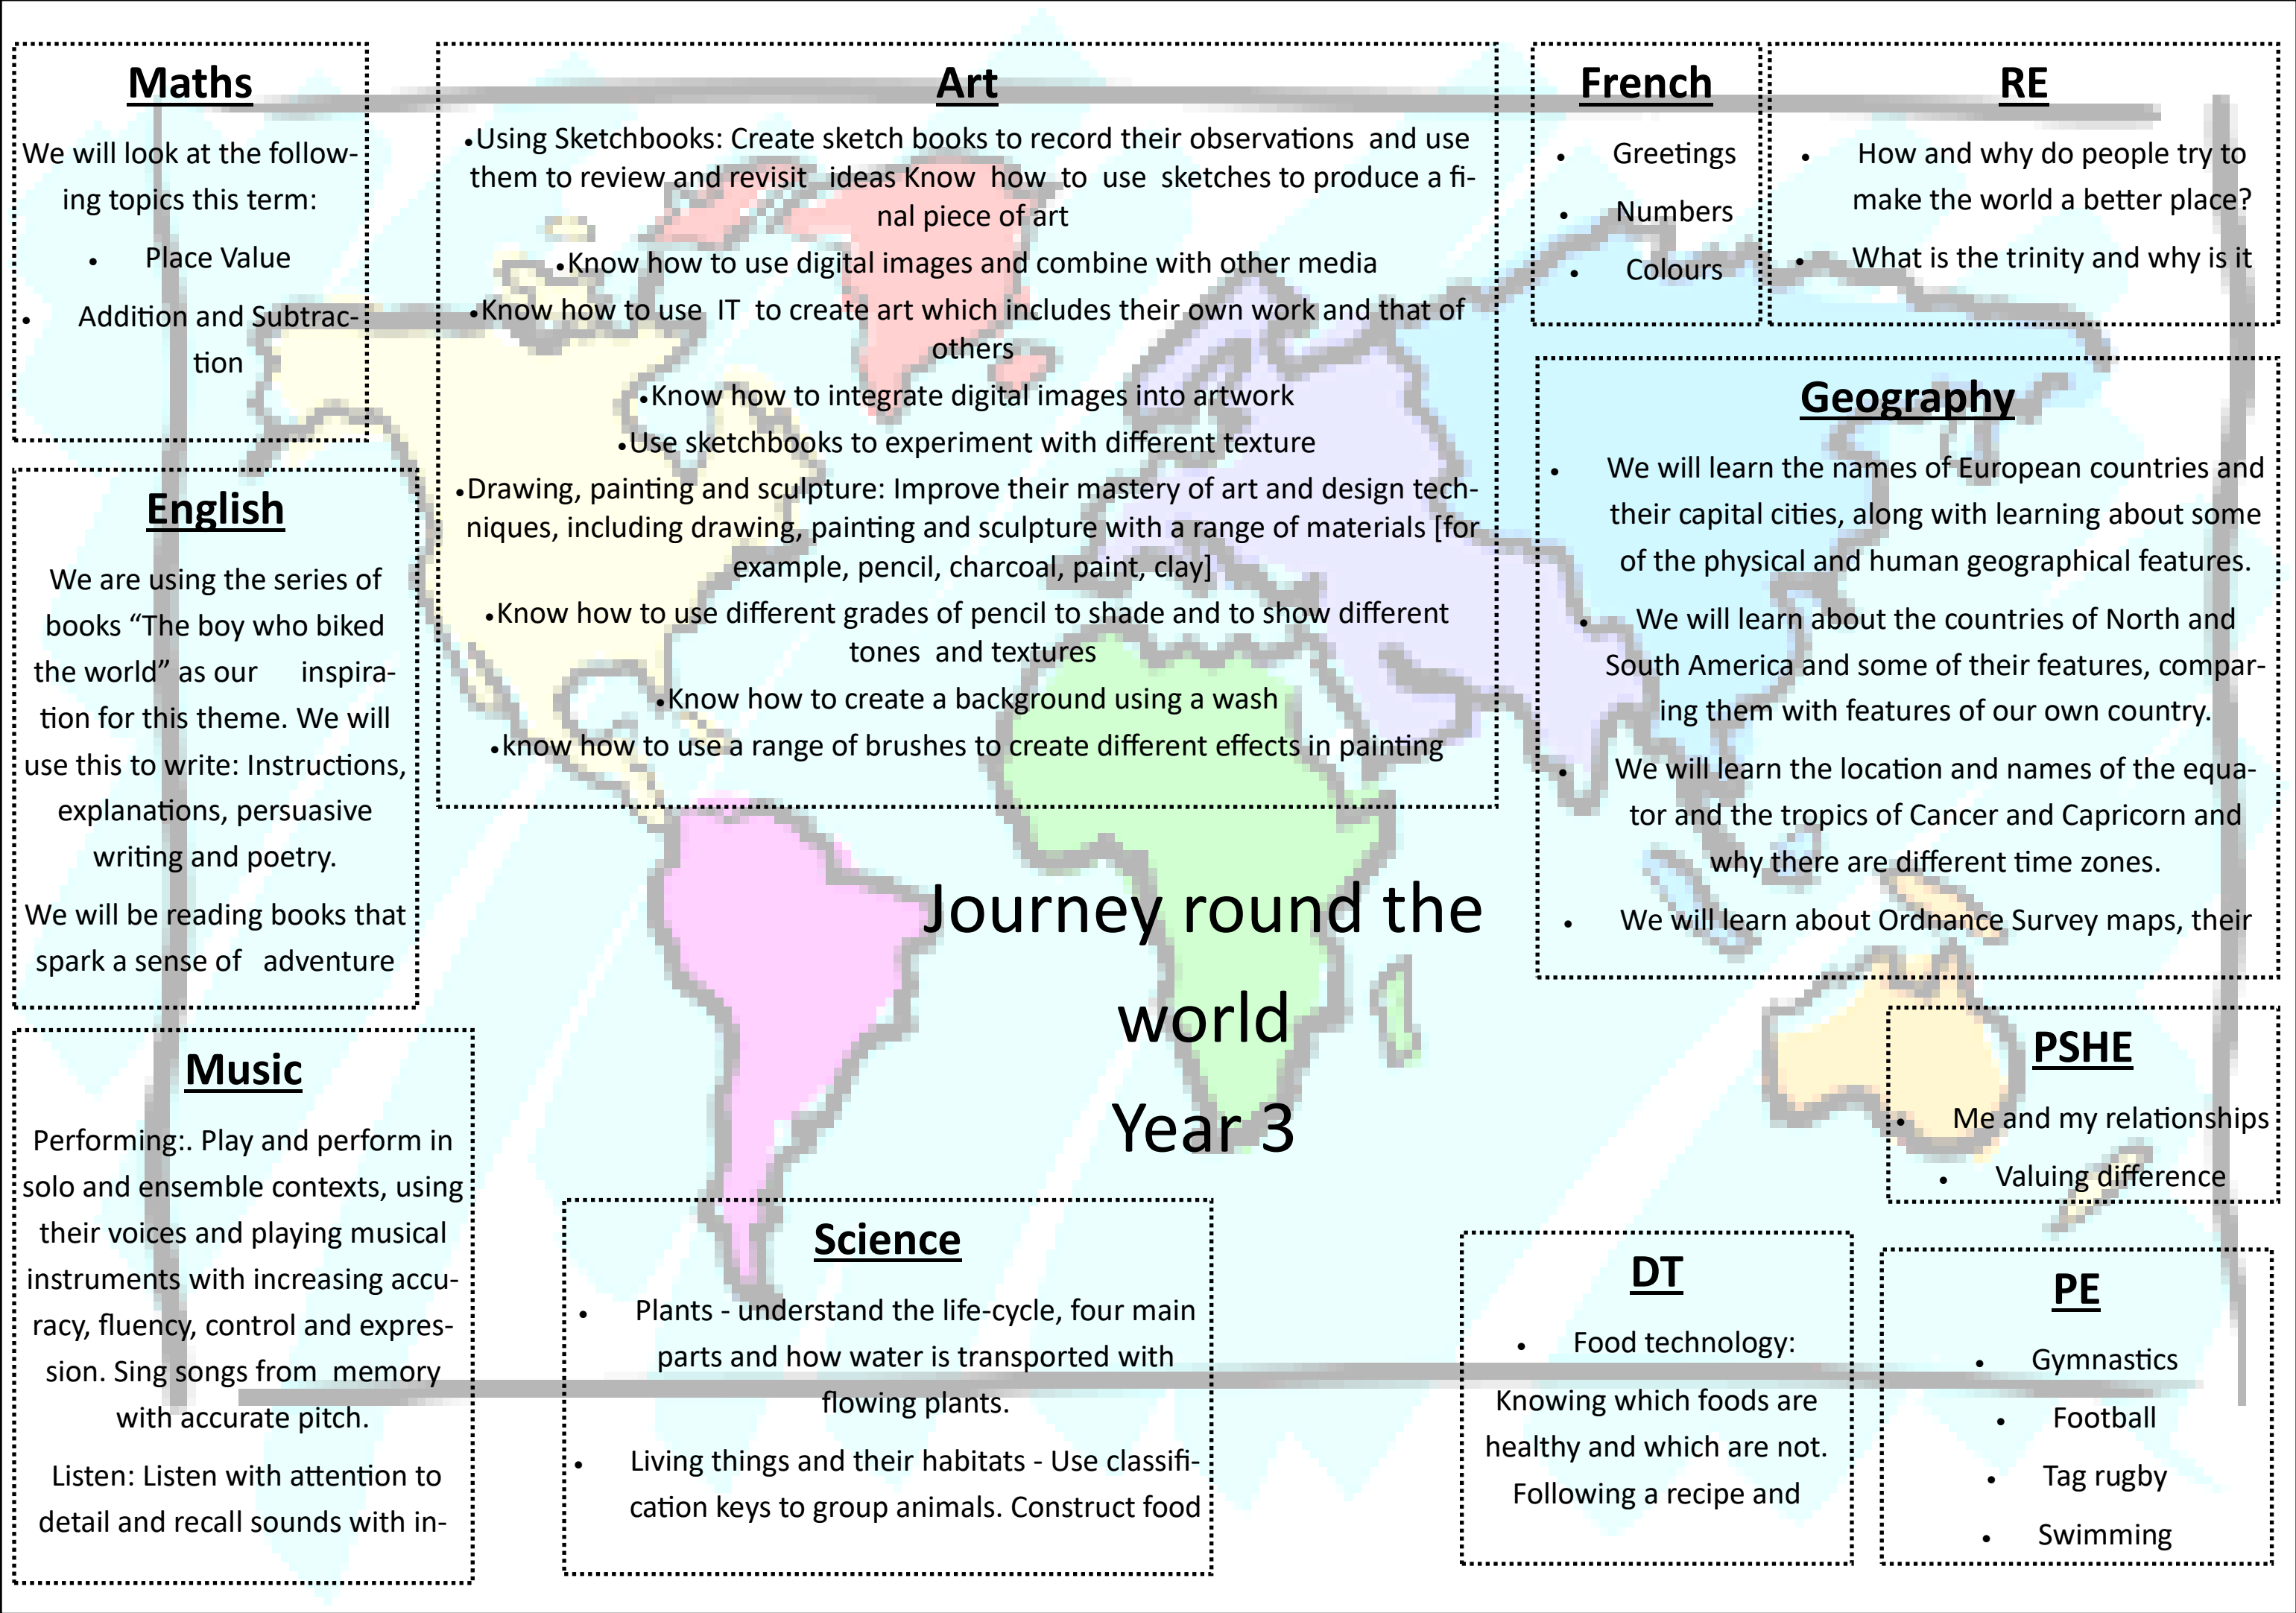 Maths
We will look at the follow-
ing topics this term:
• Place Value
• Addition and Subtrac-
tion
English
We are using the series of
books “The boy who biked
the world” as our inspira-
tion for this theme. We will
use this to write: Instructions,
explanations, persuasive
writing and poetry.
We will be reading books that
spark a sense of adventure
Music
Performing:. Play and perform in
solo and ensemble contexts, using
their voices and playing musical
instruments with increasing accu-
racy, fluency, control and expres-
sion. Sing songs from memory
with accurate pitch.
Listen: Listen with attention to
detail and recall sounds with in-
Art
•Using Sketchbooks: Create sketch books to record their observations and use
them to review and revisit ideas Know how to use sketches to produce a fi-
nal piece of art
•Know how to use digital images and combine with other media
•Know how to use IT to create art which includes their own work and that of
others
•Know how to integrate digital images into artwork
•Use sketchbooks to experiment with different texture
•Drawing, painting and sculpture: Improve their mastery of art and design tech-
niques, including drawing, painting and sculpture with a range of materials [for
example, pencil, charcoal, paint, clay]
•Know how to use different grades of pencil to shade and to show different
tones and textures
•Know how to create a background using a wash
•know how to use a range of brushes to create different effects in painting
Journey round the
world
Year 3
Science
• Plants - understand the life-cycle, four main
parts and how water is transported with
flowing plants.
• Living things and their habitats - Use classifi-
cation keys to group animals. Construct food
French
• Greetings
• Numbers
• Colours
RE
• How and why do people try to
make the world a better place?
• What is the trinity and why is it
Geography
• We will learn the names of European countries and
their capital cities, along with learning about some
of the physical and human geographical features.
• We will learn about the countries of North and
South America and some of their features, compar-
ing them with features of our own country.
• We will learn the location and names of the equa-
tor and the tropics of Cancer and Capricorn and
why there are different time zones.
• We will learn about Ordnance Survey maps, their
PSHE
• Me and my relationships
• Valuing difference
DT
• Food technology:
Knowing which foods are
healthy and which are not.
Following a recipe and
PE
• Gymnastics
• Football
• Tag rugby
• Swimming